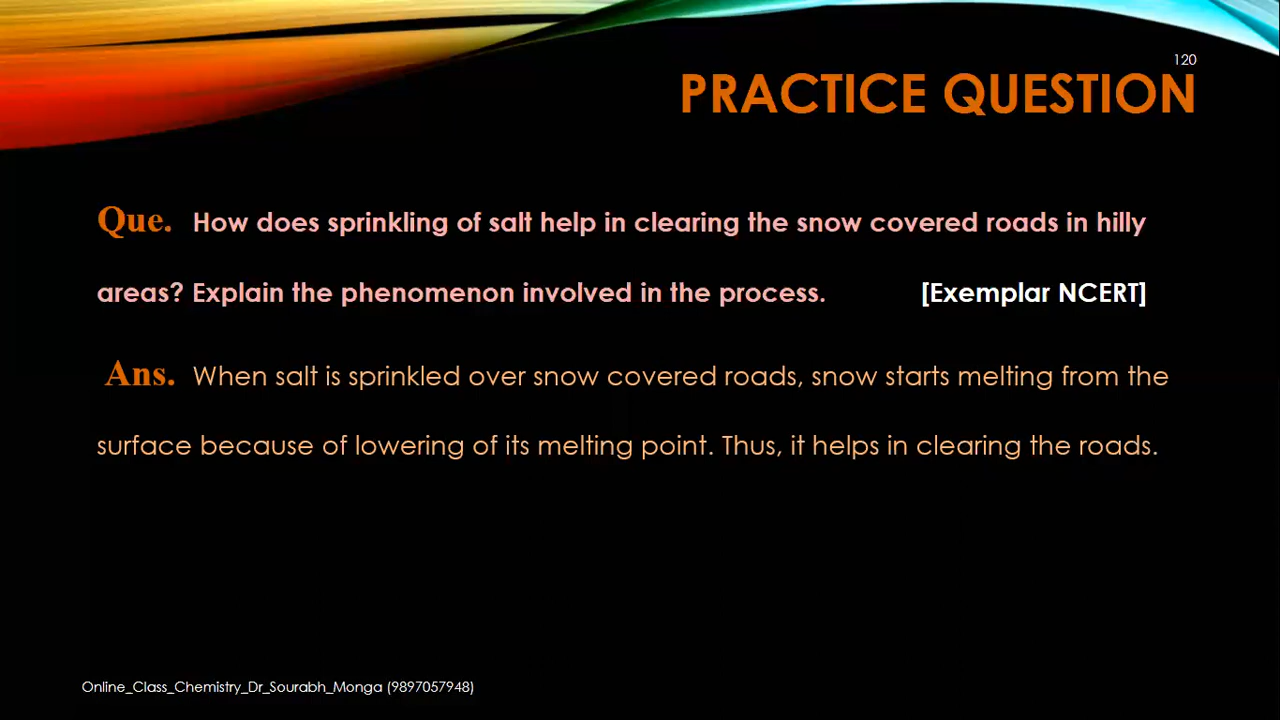 120
PRACTICE QUESTION
Que. How does sprinkling of salt help in clearing the snow covered roads in hilly
areas? Explain the phenomenon involved in the process. [Exemplar NCERT]
Ans. When salt is sprinkled over snow covered roads, snow starts melting from the
surface because of lowering of its melting point. Thus, it helps in clearing the roads.
Online_Class_Chemistry_Dr_Sourabh_Monga (9897057948)